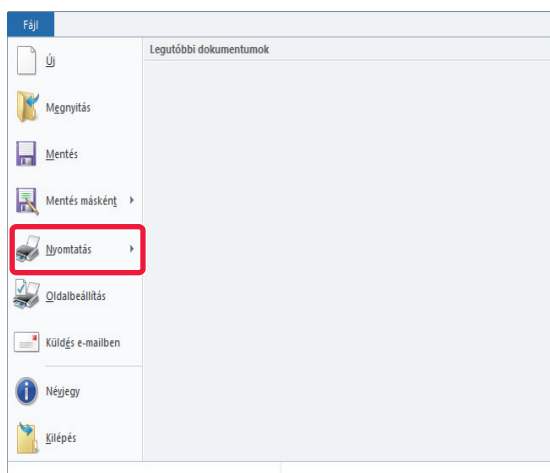 Fájl
Legutóbbi dokumentumok
Új
Megnyitás
Mentés
Mentés másként
Nyomtatás
Oldalbeállítás
Küldés e-mailben
Névjegy
Kilépés